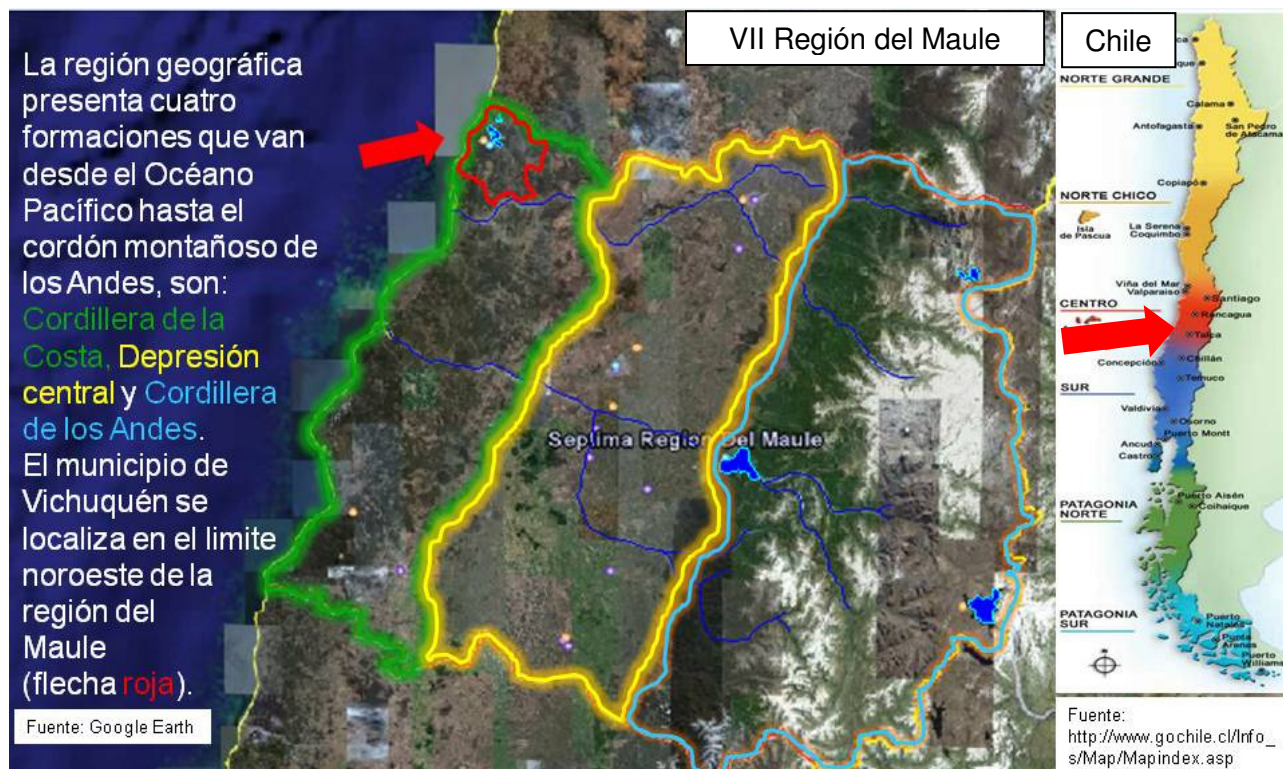 La región geográfica
presenta cuatro
formaciones que van
desde el Océano
Pacífico hasta el
cordón montañoso de
los Andes, son:
Cordillera de la
Costa, Depresión
central y Cordillera
de los Andes.
El municipio de
Vichuquén se
localiza en el limite
noroeste de la
región del
Maule
(flecha roja).
Fuente: Google Earth
VII Región del Maule
Septima Region Del Maule
Chile
NORTE GRANDE
Calama
Antofagasta
San Pedro
de Atacama
Copiapó
NORTE CHICO
Isla
de Pascua
La Serena
Coquimbo
Viña del Mar
Valparaiso
CENTRO
Santiago
Rancagua
Talca
Concepción
Chillán
SUR
Temuco
Valdivia
Osorno
Puerto Montt
Ancud
Castro
PATAGONIA
NORTE
Puerto Aisén
Coihaique
PATAGONIA
SUR
Puerto
Natales
Punta
Arenas
Puerto
Williams
Fuente:
http://www.gochile.cl/Info_
s/Map/Mapindex.asp